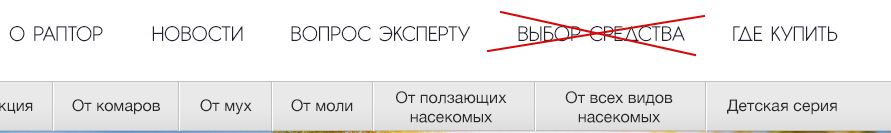 О РАПТОР НОВОСТИ ВОПРОС ЭКСПЕРТУ ВЫБОР СРЕДСТВА ГДЕ КУПИТЬ
кция От комаров От мух От моли От ползающих насекомых От всех видов насекомых Детская серия